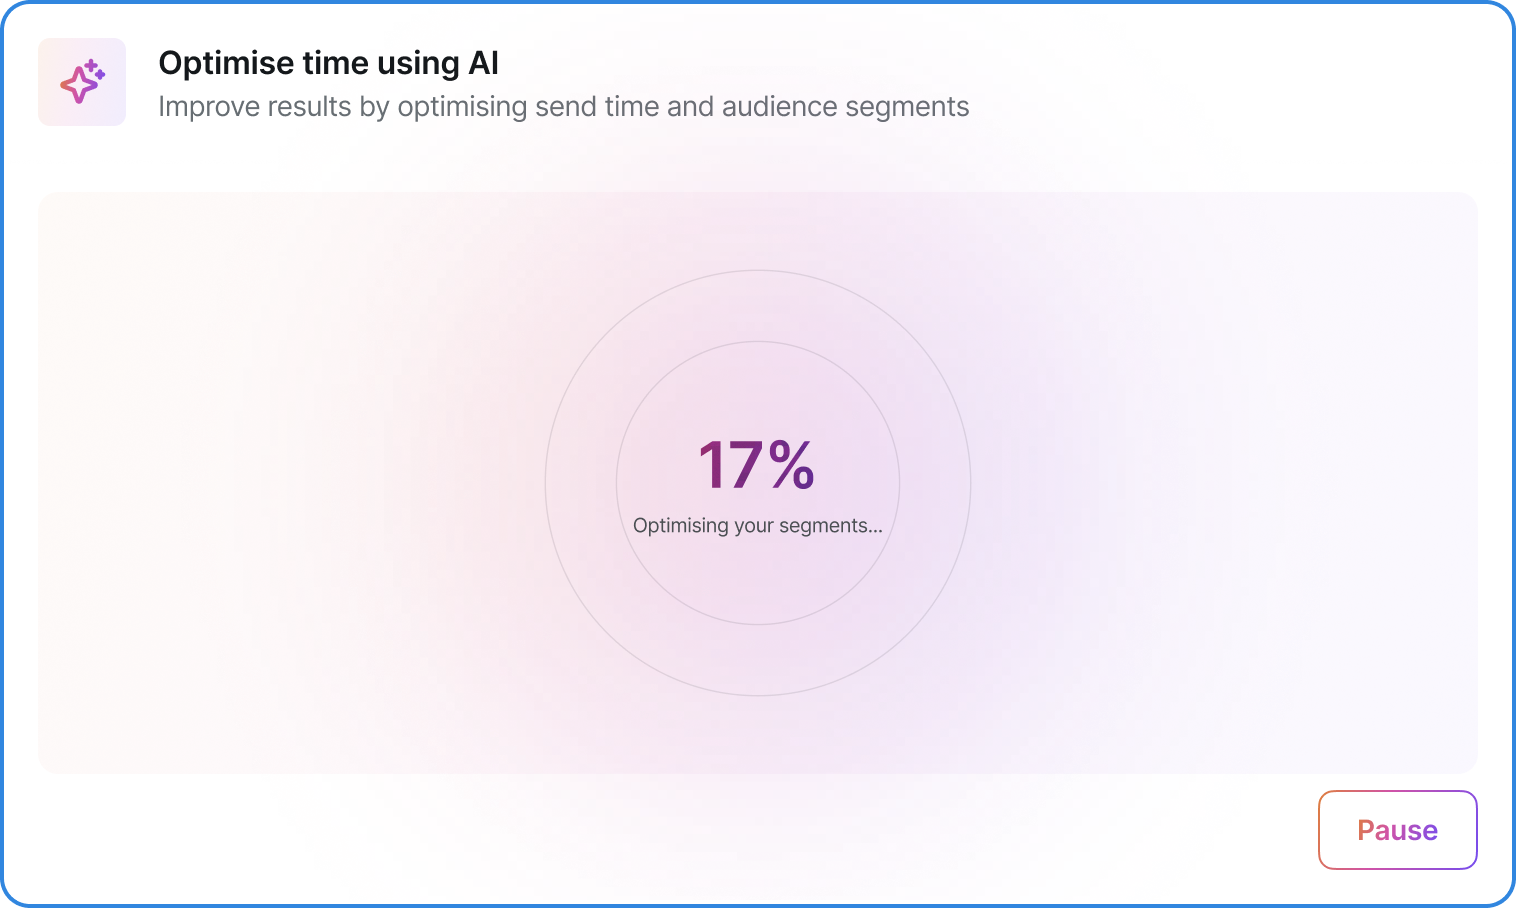 Optimise time using AI
Improve results by optimising send time and audience segments
17%
Optimising your segments...
Pause